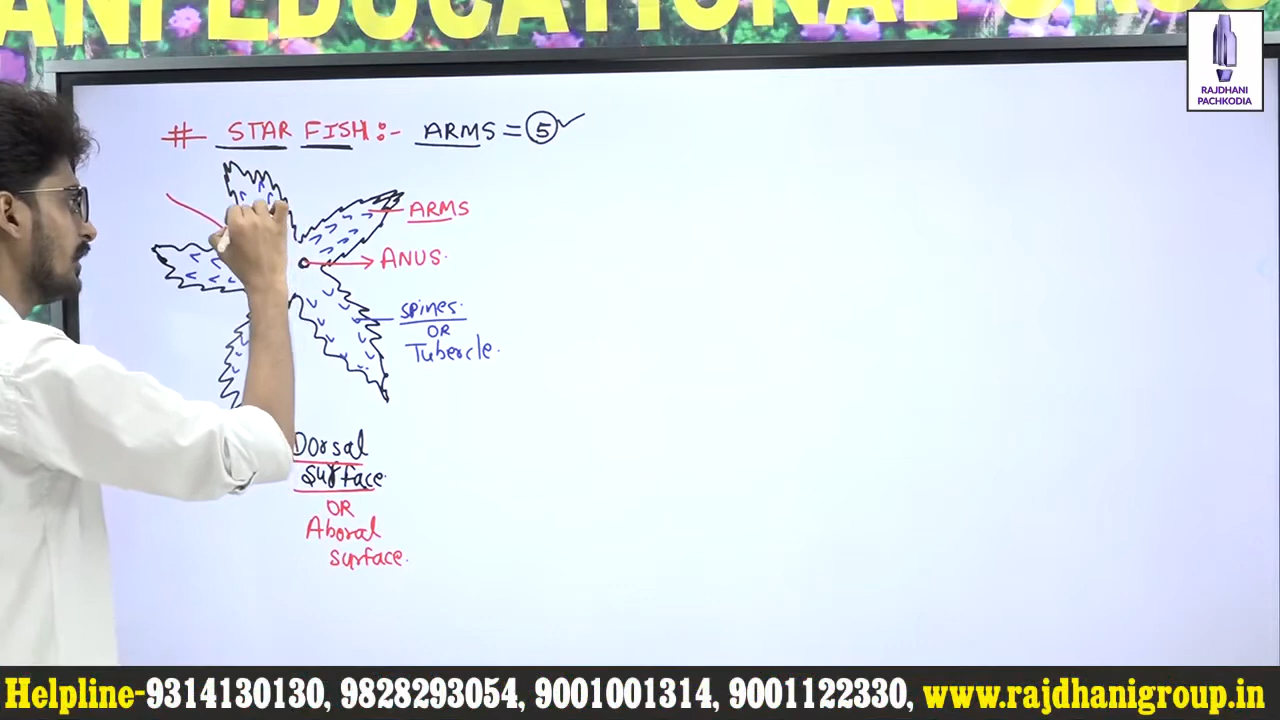 ANI EDUCATIONAL GROU
RAJDHANI
PACHKODIA
# STAR FISH :- ARMS = 5
ARMS
ANUS.
Spines.
OR
Tubercle.
Dorsal
Surface.
OR
Aboral
surface.
Helpline-9314130130, 9828293054, 9001001314, 9001122330, www.rajdhanigroup.in